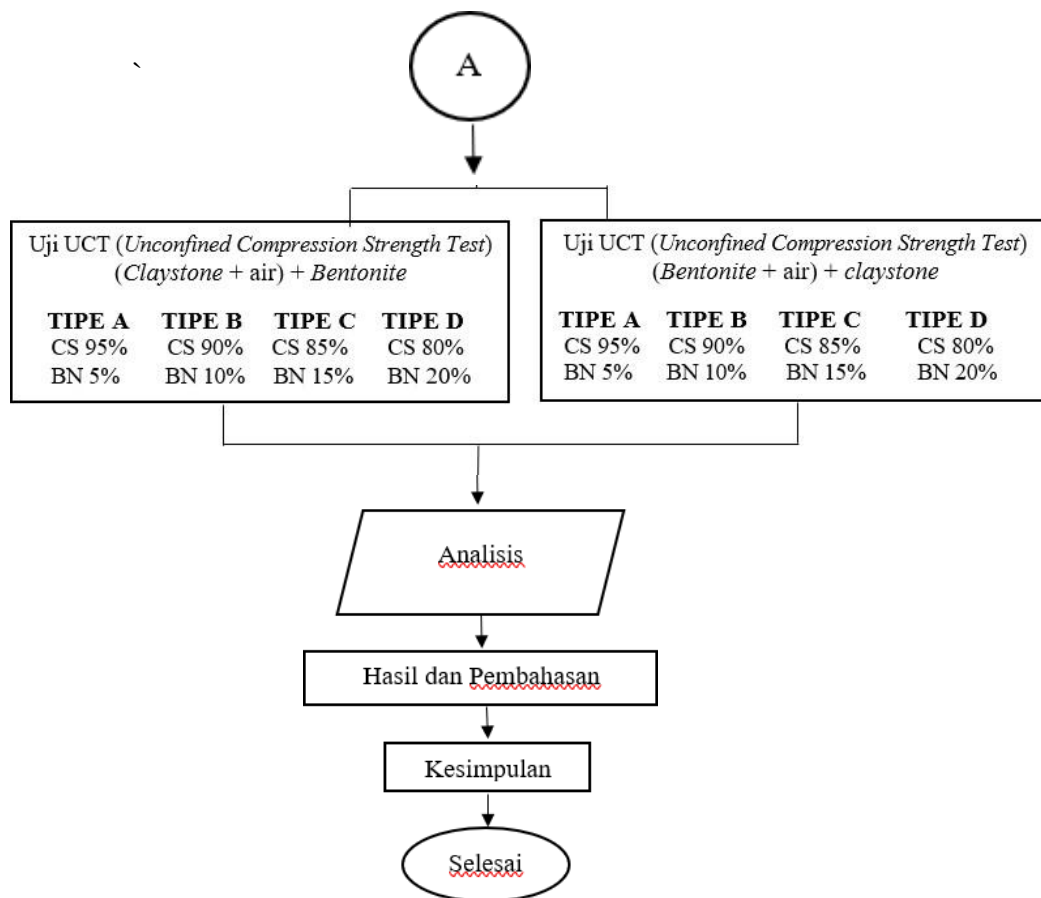 `
A
Uji UCT (Unconfined Compression Strength Test)
(Claystone + air) + Bentonite
TIPE A TIPE B TIPE C TIPE D
CS 95% CS 90% CS 85% CS 80%
BN 5% BN 10% BN 15% BN 20%
Uji UCT (Unconfined Compression Strength Test)
(Bentonite + air) + claystone
TIPE A TIPE B TIPE C TIPE D
CS 95% CS 90% CS 85% CS 80%
BN 5% BN 10% BN 15% BN 20%
Analisis
Hasil dan Pembahasan
Kesimpulan
Selesai